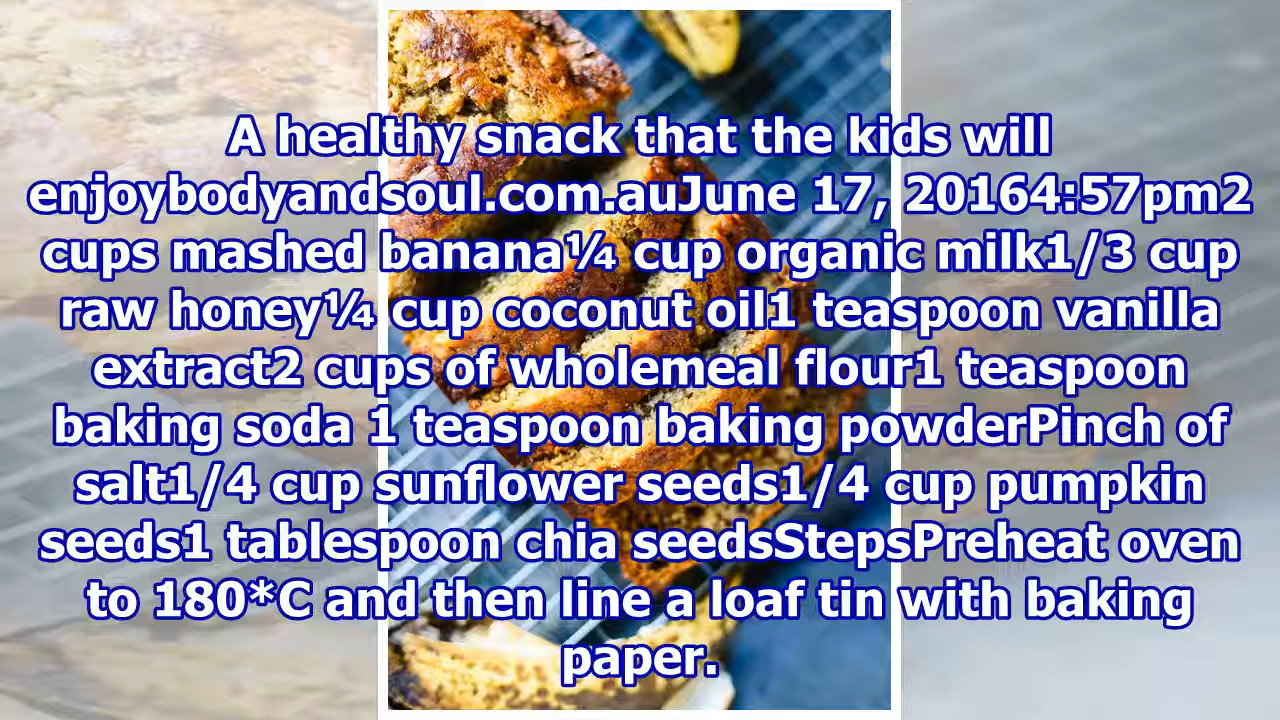 A healthy snack that the kids will
enjoybodyandsoul.com.auJune 17, 20164:57pm2
cups mashed banana¼ cup organic milk1/3 cup
raw honey¼ cup coconut oil1 teaspoon vanilla
extract2 cups of wholemeal flour1 teaspoon
baking soda 1 teaspoon baking powderPinch of
salt1/4 cup sunflower seeds1/4 cup pumpkin
seeds1 tablespoon chia seedsStepsPreheat oven
to 180*C and then line a loaf tin with baking
paper.